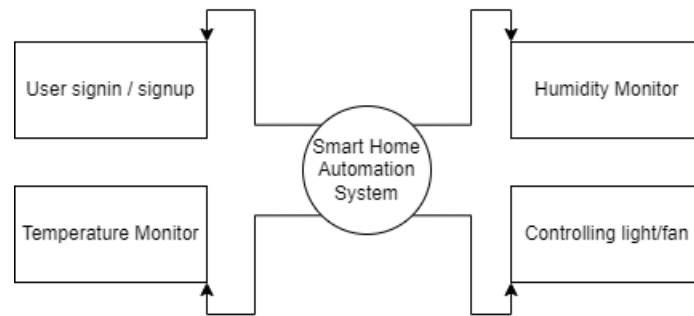 User signin / signup
Humidity Monitor
Smart Home
Automation
System
Temperature Monitor
Controlling light/fan